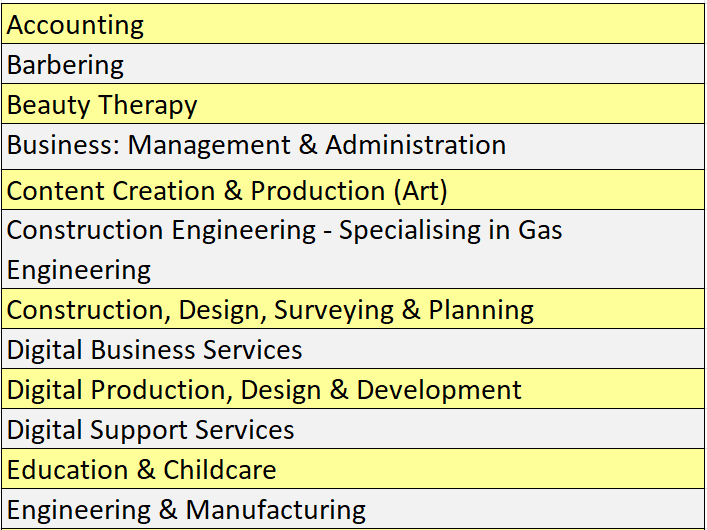 Accounting
Barbering
Beauty Therapy
Business: Management & Administration
Content Creation & Production (Art)
Construction Engineering - Specialising in Gas
Engineering
Construction, Design, Surveying & Planning
Digital Business Services
Digital Production, Design & Development
Digital Support Services
Education & Childcare
Engineering & Manufacturing